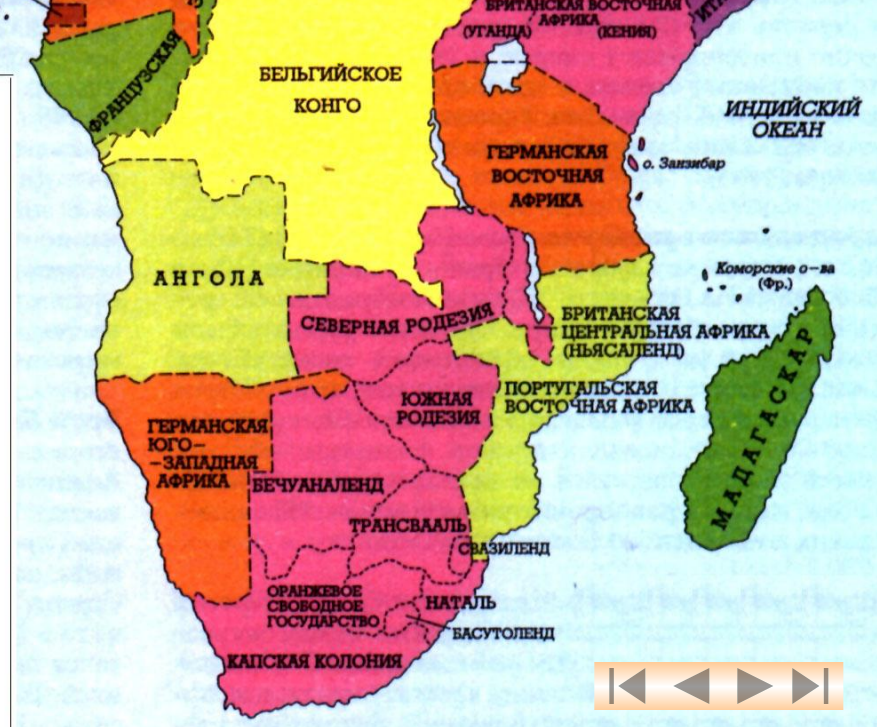 БРИТАНСКАЯ ВОСТОЧНАЯ
АФРИКА
(УГАНДА) (КЕНИЯ)
ФРАНЦУЗСКАЯ
БЕЛЬГИЙСКОЕ
КОНГО
ИНДИЙСКИЙ
ОКЕАН
ГЕРМАНСКАЯ
ВОСТОЧНАЯ
АФРИКА
о. Занзибар
АНГОЛА
Коморские о-ва
(Фр.)
СЕВЕРНАЯ РОДЕЗИЯ
БРИТАНСКАЯ
ЦЕНТРАЛЬНАЯ АФРИКА
(НЬЯСАЛЕНД)
МАДАГАСКАР
ЮЖНАЯ
РОДЕЗИЯ
ПОРТУГАЛЬСКАЯ
ВОСТОЧНАЯ АФРИКА
ГЕРМАНСКАЯ
ЮГО-
-ЗАПАДНАЯ
АФРИКА
БЕЧУАНАЛЕНД
ТРАНСВААЛЬ
СВАЗИЛЕНД
ОРАНЖЕВОЕ
СВОБОДНОЕ
ГОСУДАРСТВО
НАТАЛЬ
БАСУТОЛЕНД
КАПСКАЯ КОЛОНИЯ